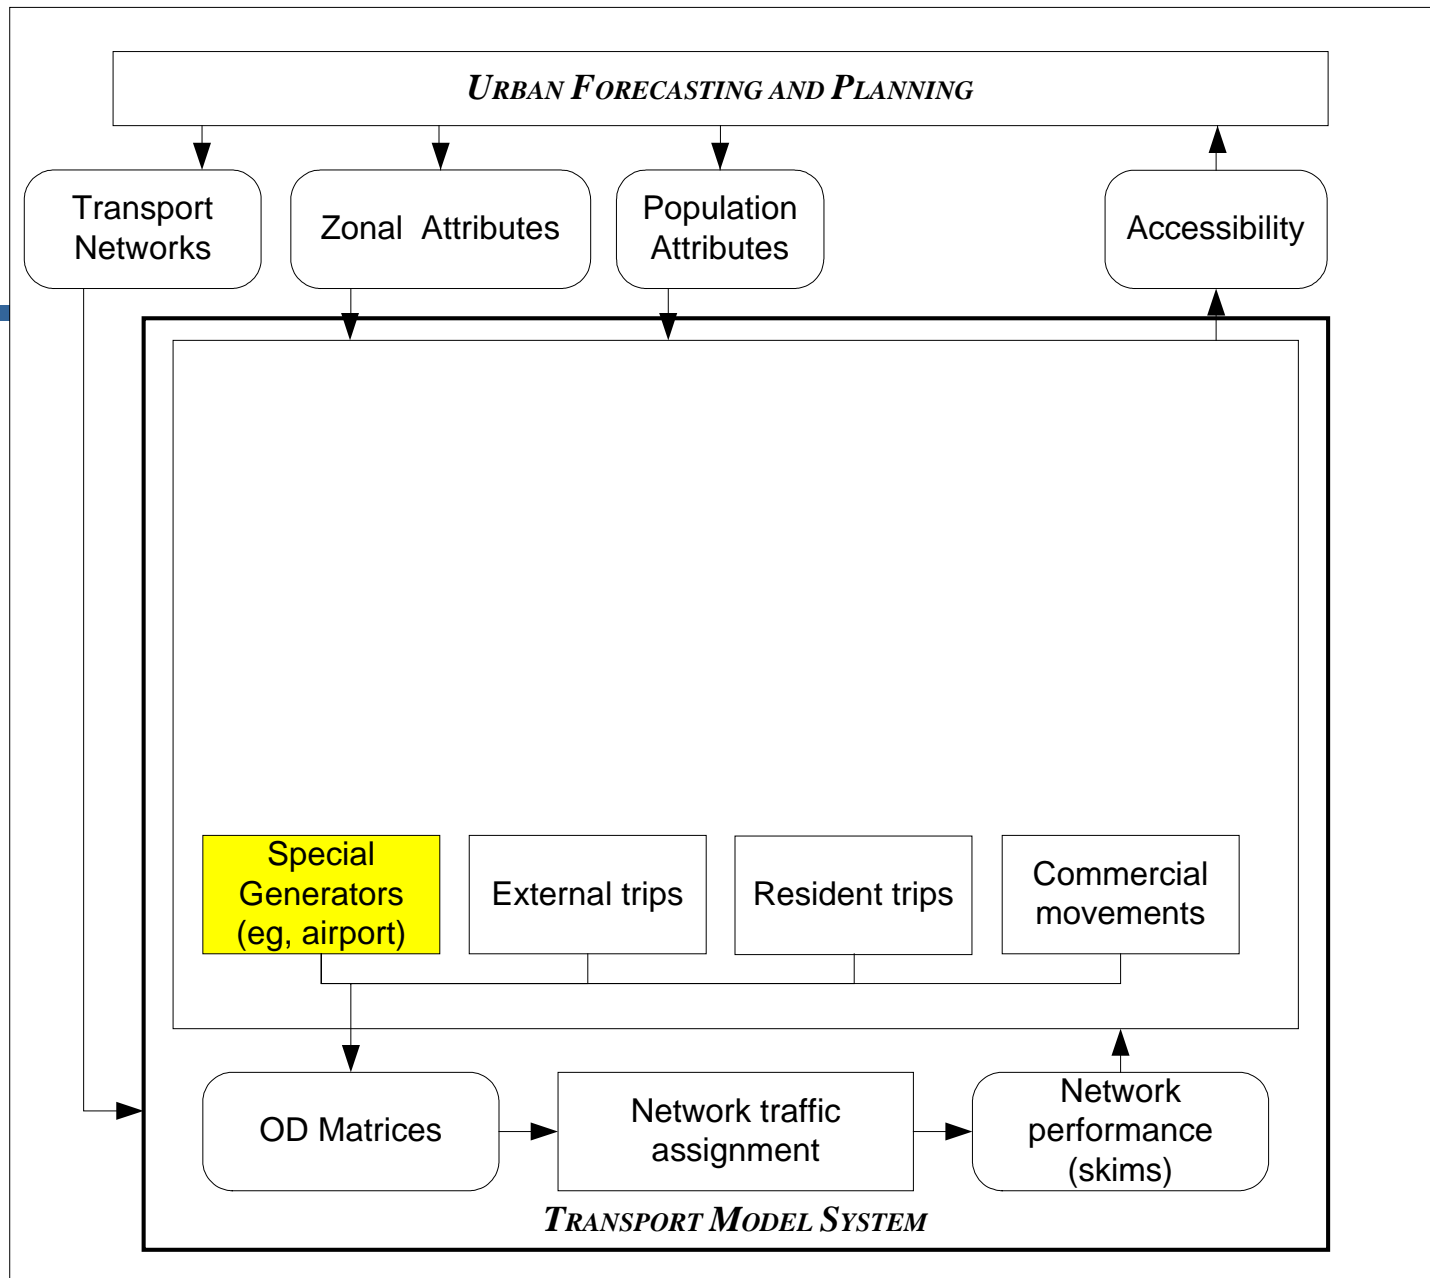 URBAN FORECASTING AND PLANNING
Transport
Networks
Zonal Attributes
Population
Attributes
Accessibility
Special
Generators
(eg, airport)
External trips
Resident trips
Commercial
movements
OD Matrices
Network traffic
assignment
Network
performance
(skims)
TRANSPORT MODEL SYSTEM